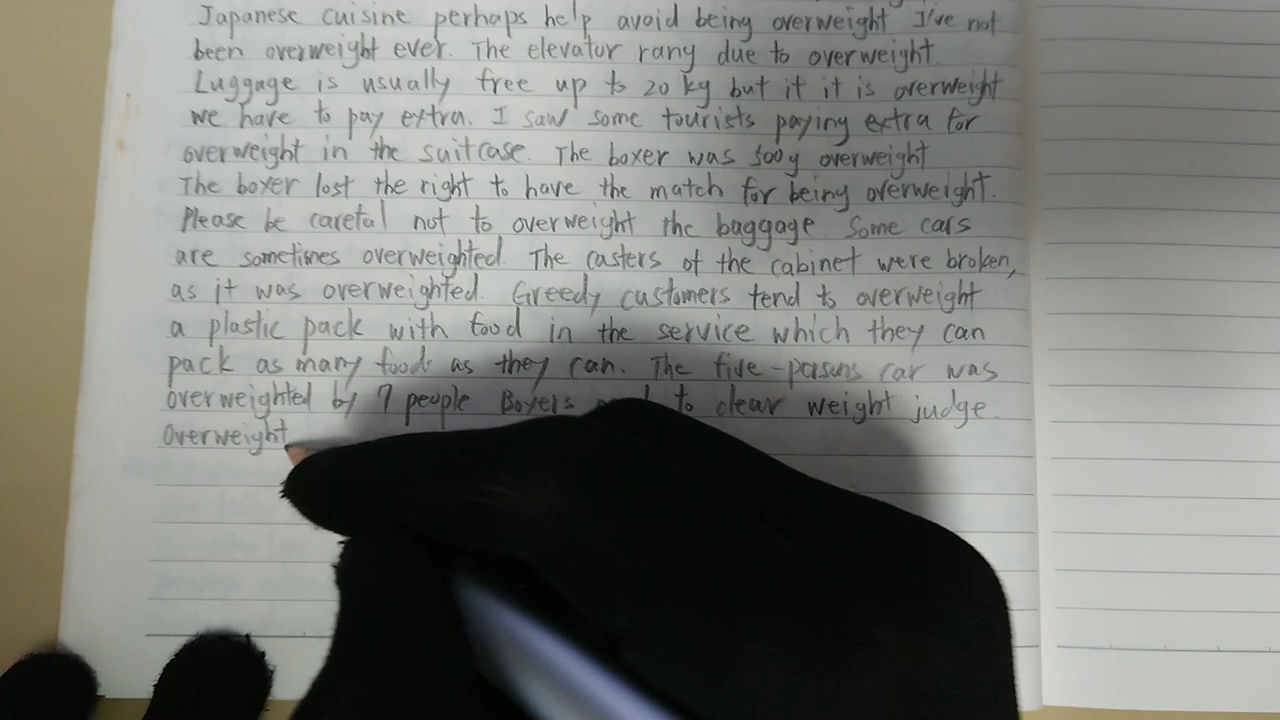 Japanese cuisine perhaps help avoid being overweight I've not
been overweight ever. The elevator rang due to overweight.
Luggage is usually free up to 20 kg but if it is overweight
we have to pay extra. I saw some tourists paying extra for
overweight in the suitcase. The boxer was 500g overweight
The boxer lost the right to have the match for being overweight.
Please be careful not to overweight the baggage Some cars
are sometimes overweighted. The casters of the cabinet were broken,
as it was overweighted. Greedy customers tend to overweight
a plastic pack with food in the service which they can
pack as many food as they can. The five-persons car was
overweighted by 7 people Boxers to clear weight judge
Overweight